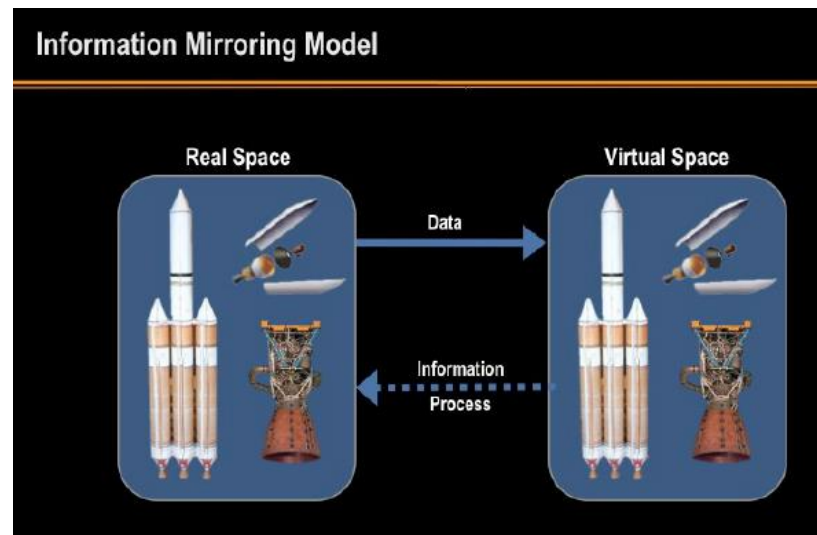 Information Mirroring Model
Real Space
Virtual Space
Data
Information
Process